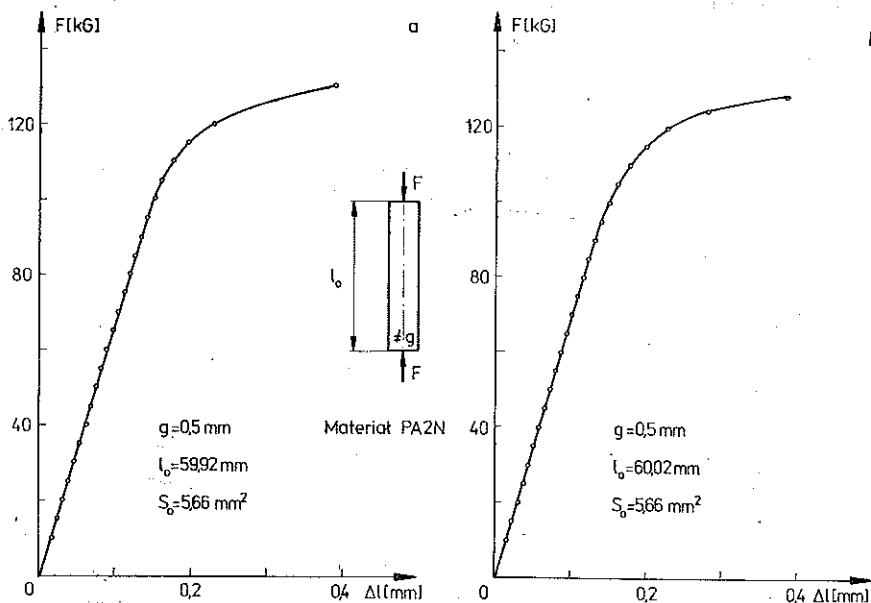 F[kG]
a
120
80
40
0
0,2
0,4
Δl[mm]
F
l₀
≠g
F
g=0,5 mm
l₀=59,92 mm
S₀=5,66 mm²
Materiał PA2N
F[kG]
120
80
40
0
0,2
0,4
Δl[mm]
g=0,5 mm
l₀=60,02 mm
S₀=5,66 mm²